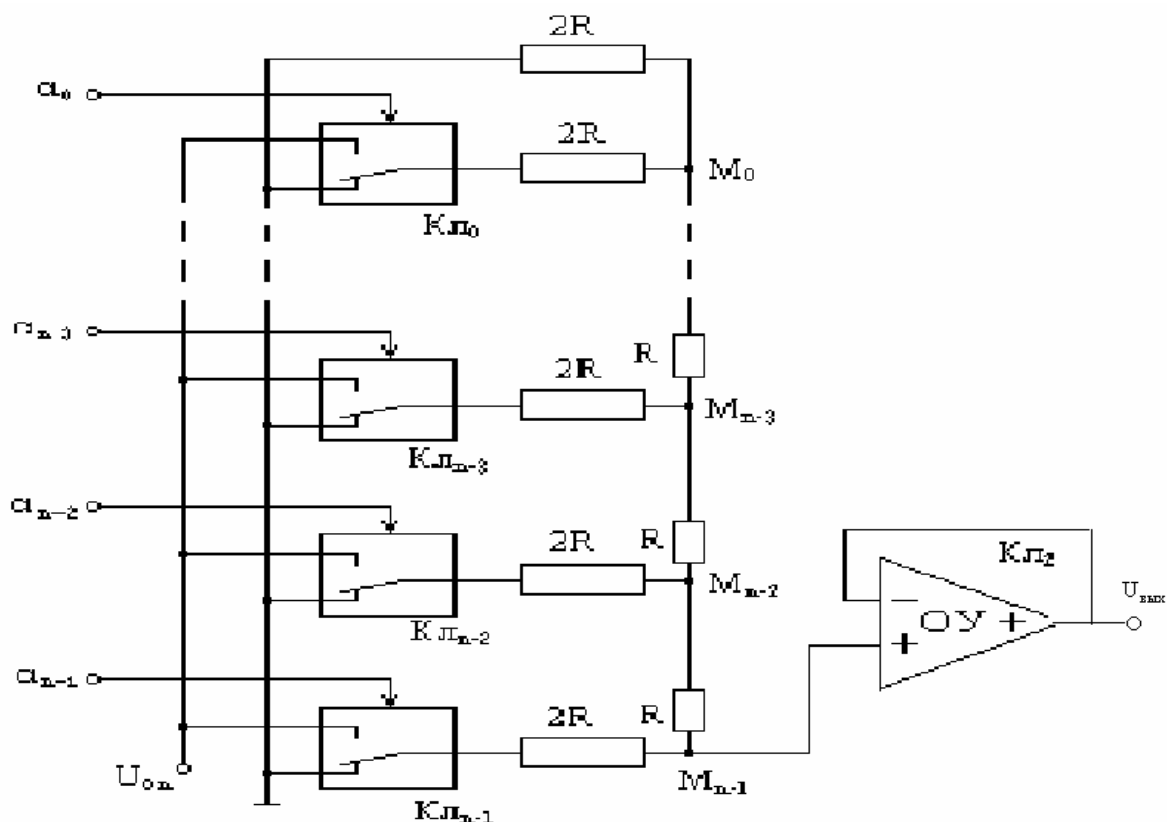 2R
a₀
2R
M₀
Кл₀
aₙ₋₃
R
2R
Mₙ₋₃
Клₙ₋₃
aₙ₋₂
R
2R
Кл₂
Mₙ₋₂
Uвых
Клₙ₋₂
− ОУ +
+
aₙ₋₁
R
2R
Mₙ₋₁
Uоп
Клₙ₋₁